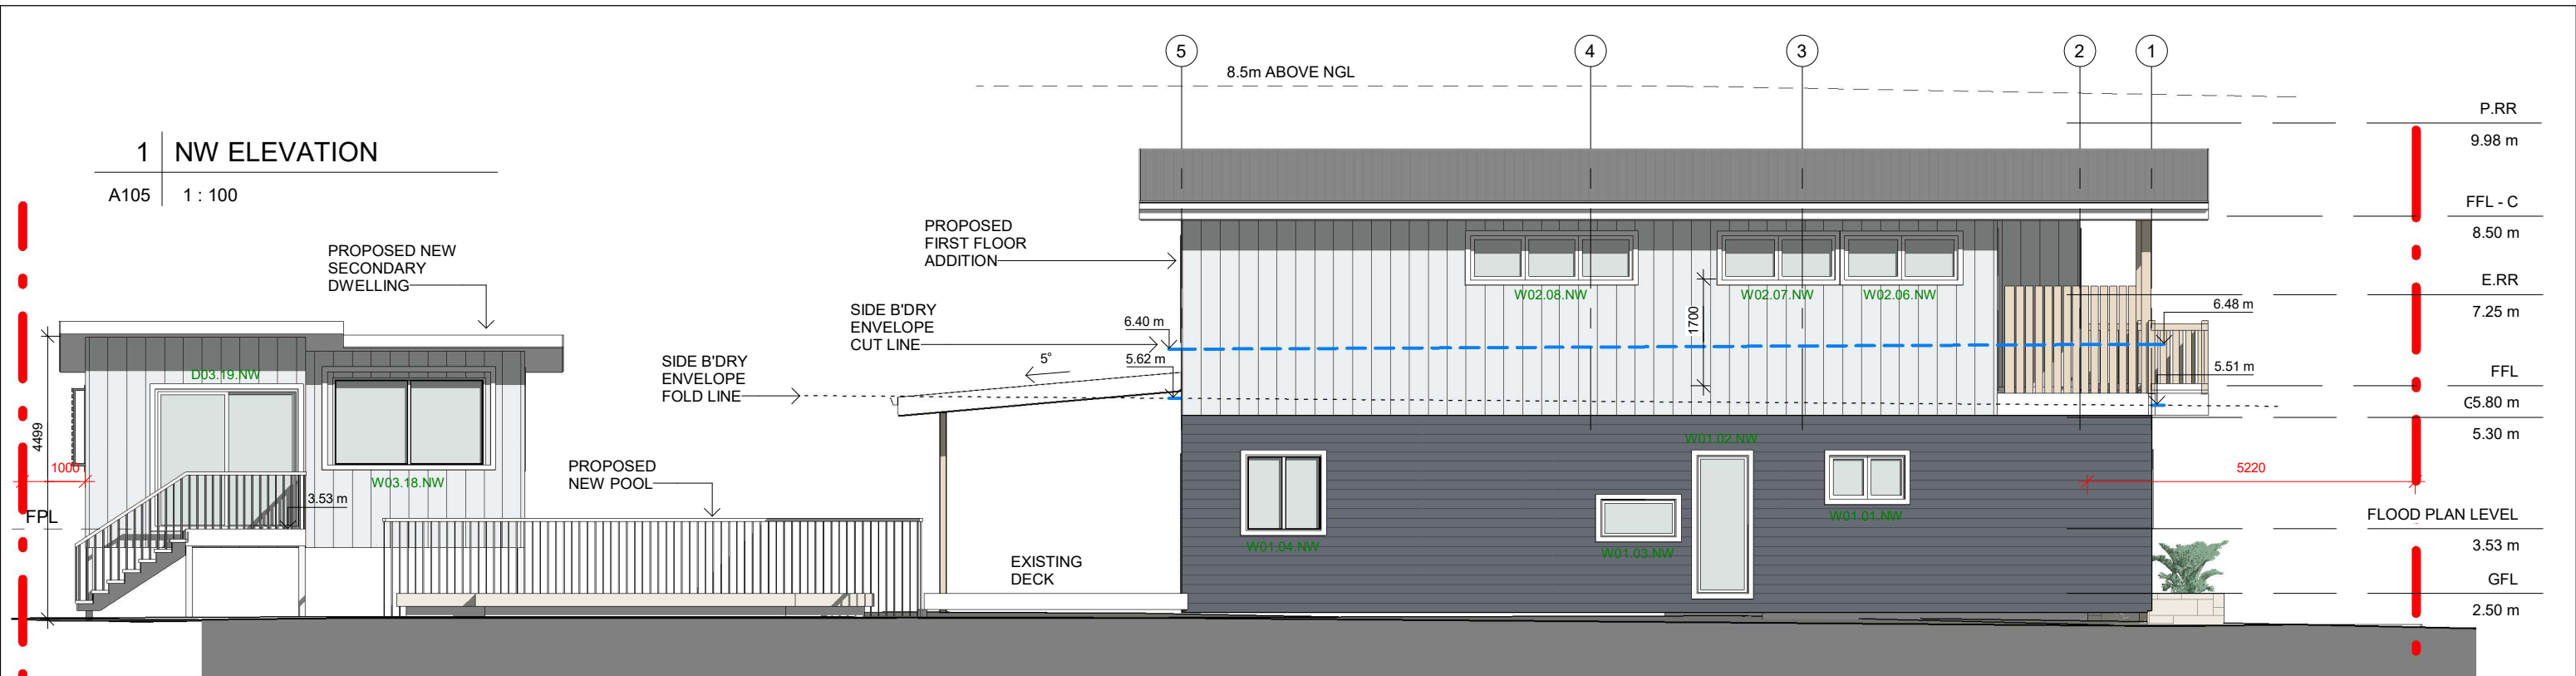 5
4
3
2
1
8.5m ABOVE NGL
1 NW ELEVATION
A105 1 : 100
P.RR
9.98 m
FFL - C
8.50 m
E.RR
7.25 m
FFL
5.80 m
5.30 m
FLOOD PLAN LEVEL
3.53 m
GFL
2.50 m
PROPOSED NEW
SECONDARY
DWELLING
PROPOSED
FIRST FLOOR
ADDITION
SIDE B'DRY
ENVELOPE
CUT LINE
SIDE B'DRY
ENVELOPE
FOLD LINE
6.40 m
5.62 m
5°
W02.08.NW
W02.07.NW
W02.06.NW
1700
6.48 m
5.51 m
D03.19.NW
W03.18.NW
4499
1000
3.53 m
FPL
PROPOSED
NEW POOL
EXISTING
DECK
W01.04.NW
W01.03.NW
W01.02.NW
W01.01.NW
5220